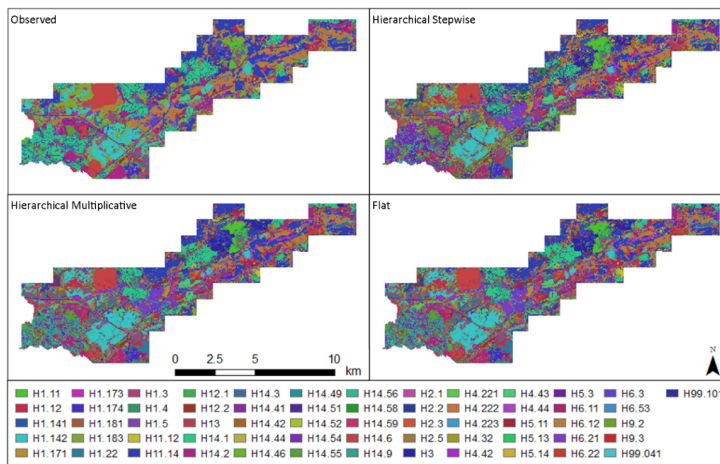 Observed
Hierarchical Stepwise
Hierarchical Multiplicative
Flat
0 2.5 5 10
km
N
H1.11 H1.173 H1.3 H12.1 H14.3 H14.49 H14.56 H2.1 H4.221 H4.43 H5.3 H6.3 H99.101
H1.12 H1.174 H1.4 H12.2 H14.41 H14.51 H14.58 H2.2 H4.222 H4.44 H6.11 H6.53
H1.141 H1.181 H1.5 H13 H14.42 H14.52 H14.59 H2.3 H4.223 H5.11 H6.12 H9.2
H1.142 H1.183 H11.12 H14.1 H14.44 H14.54 H14.6 H2.5 H4.32 H5.13 H6.21 H9.3
H1.171 H1.22 H11.14 H14.2 H14.46 H14.55 H14.9 H3 H4.42 H5.14 H6.22 H99.041